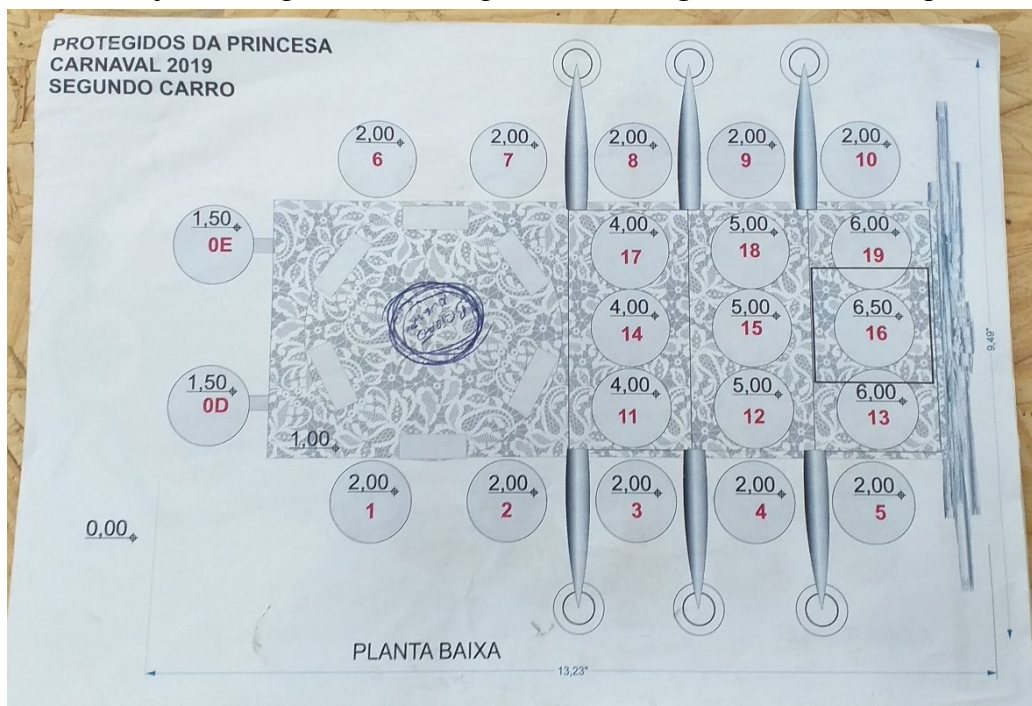 PROTEGIDOS DA PRINCESA
CARNAVAL 2019
SEGUNDO CARRO
2,00 2,00 2,00 2,00 2,00
6 7 8 9 10
1,50 4,00 5,00 6,00
0E 17 18 19
4,00 5,00 6,50
14 15 16
9,49"
1,50 4,00 5,00 6,00
0D 11 12 13
1,00
2,00 2,00 2,00 2,00 2,00
1 2 3 4 5
0,00
PLANTA BAIXA
13,23"